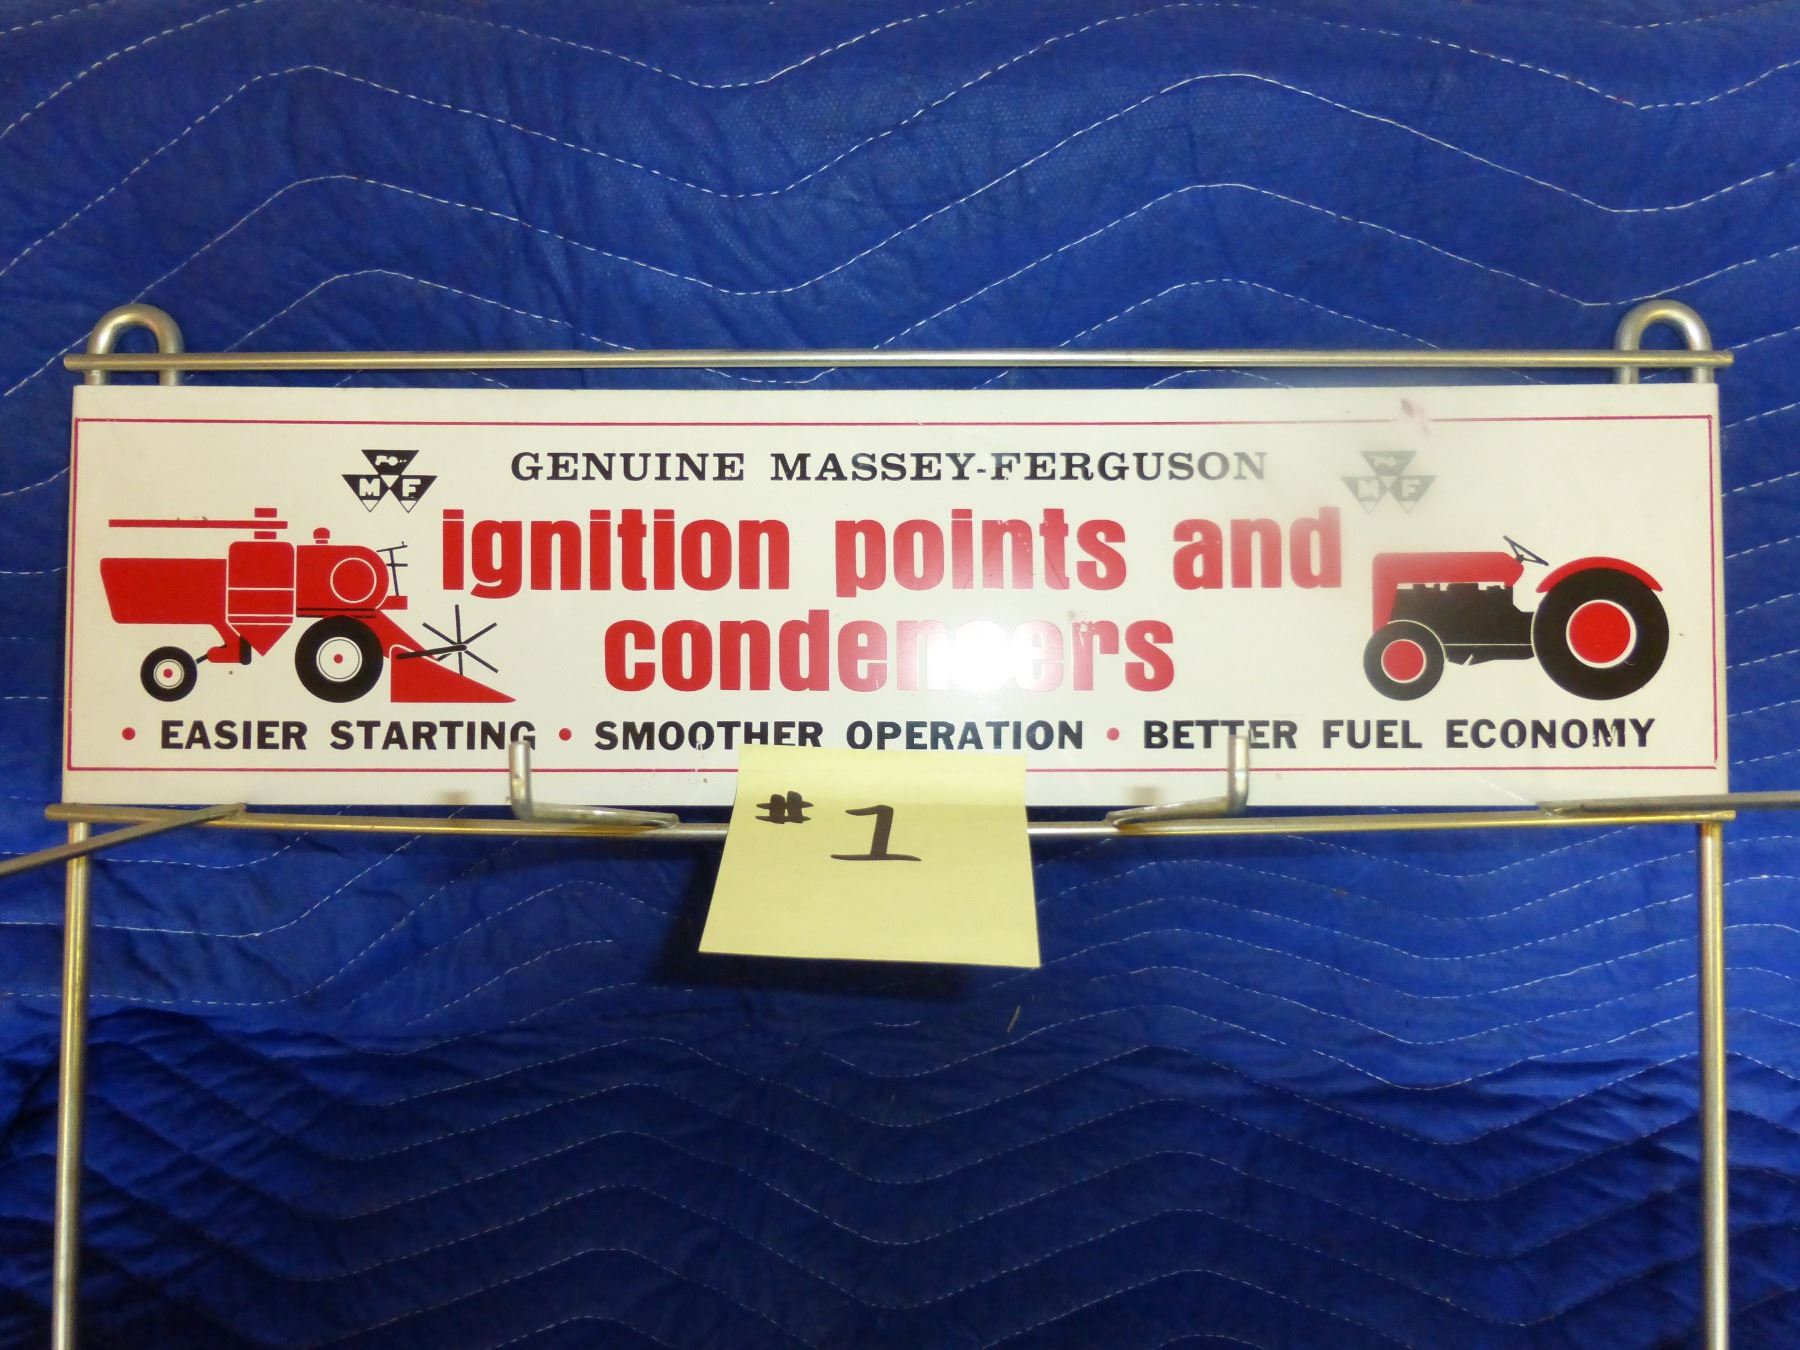 GENUINE MASSEY-FERGUSON
MF
MF
ignition points and
condensers
• EASIER STARTING • SMOOTHER OPERATION • BETTER FUEL ECONOMY
#1